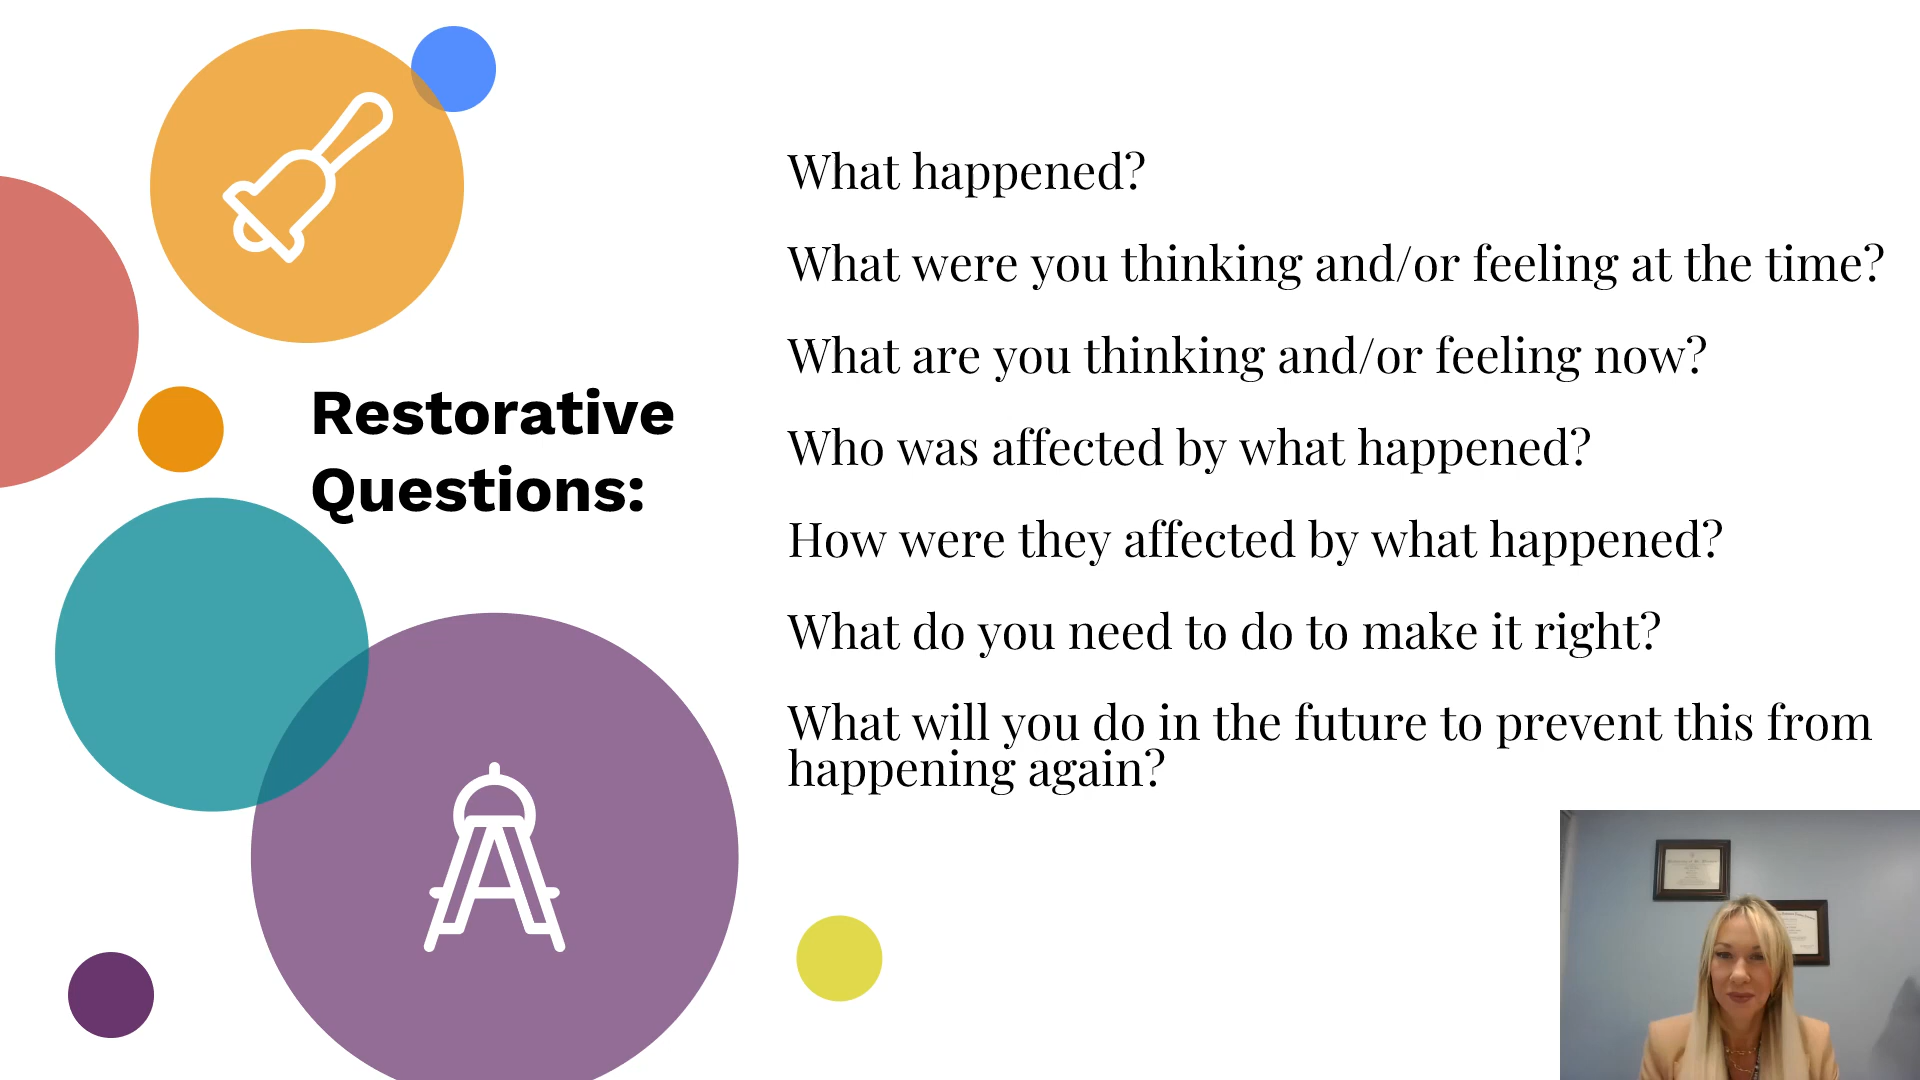 Restorative
Questions:
What happened?
What were you thinking and/or feeling at the time?
What are you thinking and/or feeling now?
Who was affected by what happened?
How were they affected by what happened?
What do you need to do to make it right?
What will you do in the future to prevent this from
happening again?